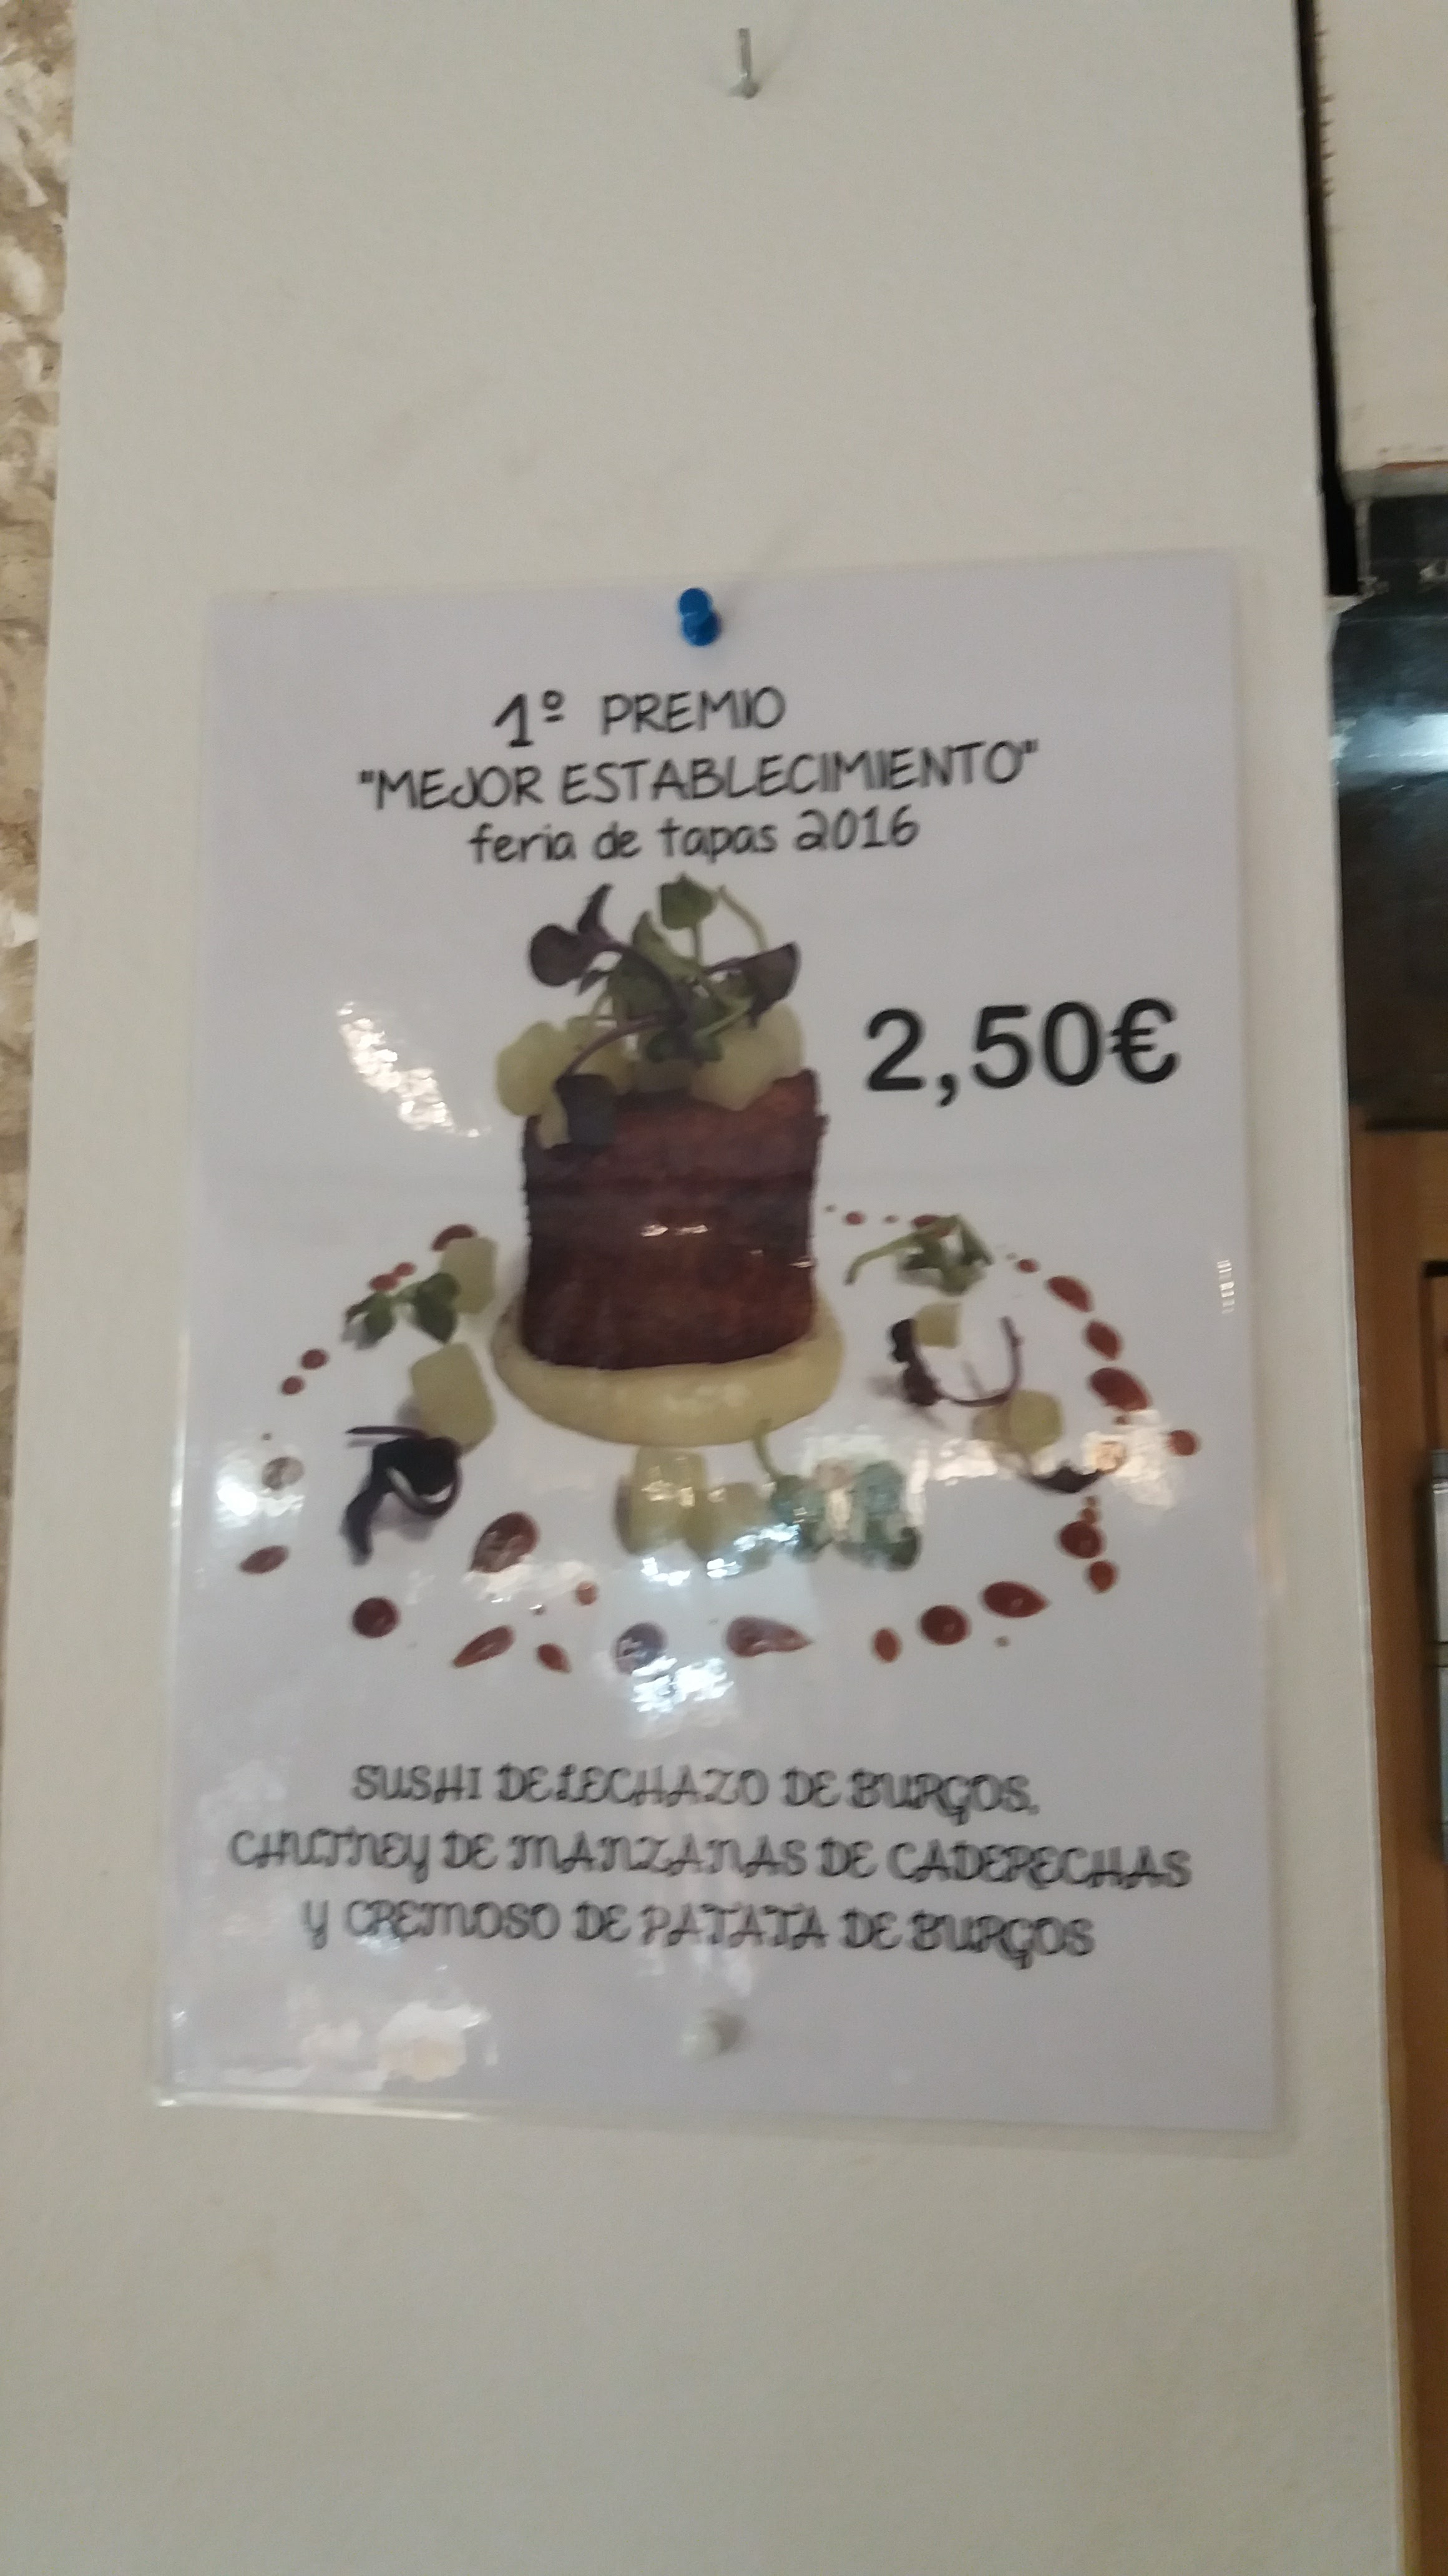 1º PREMIO
"MEJOR ESTABLECIMIENTO"
feria de tapas 2016
2,50€
SUSHI DE LECHAZO DE BURGOS,
CHUTNEY DE MANZANAS DE CADERECHAS
Y CREMOSO DE PATATA DE BURGOS